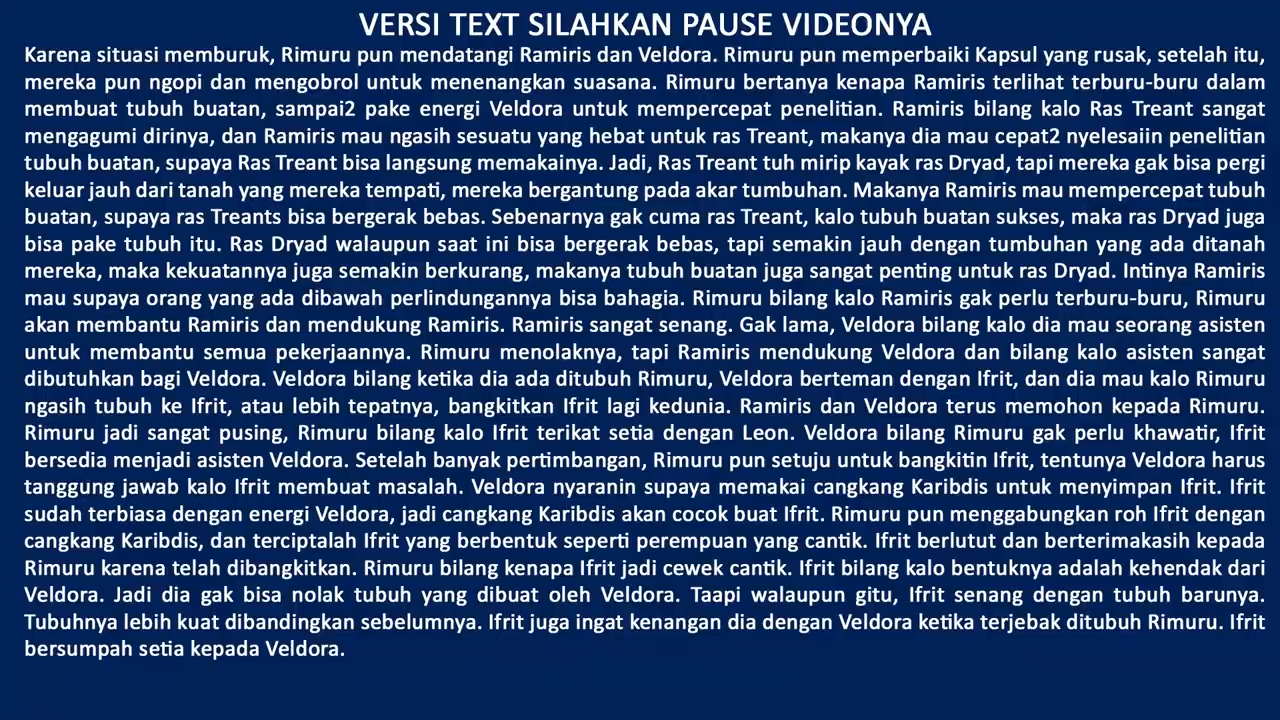 VERSI TEXT SILAHKAN PAUSE VIDEONYA
Karena situasi memburuk, Rimuru pun mendatangi Ramiris dan Veldora. Rimuru pun memperbaiki Kapsul yang rusak, setelah itu,
mereka pun ngopi dan mengobrol untuk menenangkan suasana. Rimuru bertanya kenapa Ramiris terlihat terburu-buru dalam
membuat tubuh buatan, sampai2 pake energi Veldora untuk mempercepat penelitian. Ramiris bilang kalo Ras Treant sangat
mengagumi dirinya, dan Ramiris mau ngasih sesuatu yang hebat untuk ras Treant, makanya dia mau cepat2 nyelesaiin penelitian
tubuh buatan, supaya Ras Treant bisa langsung memakainya. Jadi, Ras Treant tuh mirip kayak ras Dryad, tapi mereka gak bisa pergi
keluar jauh dari tanah yang mereka tempati, mereka bergantung pada akar tumbuhan. Makanya Ramiris mau mempercepat tubuh
buatan, supaya ras Treants bisa bergerak bebas. Sebenarnya gak cuma ras Treant, kalo tubuh buatan sukses, maka ras Dryad juga
bisa pake tubuh itu. Ras Dryad walaupun saat ini bisa bergerak bebas, tapi semakin jauh dengan tumbuhan yang ada ditanah
mereka, maka kekuatannya juga semakin berkurang, makanya tubuh buatan juga sangat penting untuk ras Dryad. Intinya Ramiris
mau supaya orang yang ada dibawah perlindungannya bisa bahagia. Rimuru bilang kalo Ramiris gak perlu terburu-buru, Rimuru
akan membantu Ramiris dan mendukung Ramiris. Ramiris sangat senang. Gak lama, Veldora bilang kalo dia mau seorang asisten
untuk membantu semua pekerjaannya. Rimuru menolaknya, tapi Ramiris mendukung Veldora dan bilang kalo asisten sangat
dibutuhkan bagi Veldora. Veldora bilang ketika dia ada ditubuh Rimuru, Veldora berteman dengan Ifrit, dan dia mau kalo Rimuru
ngasih tubuh ke Ifrit, atau lebih tepatnya, bangkitkan Ifrit lagi kedunia. Ramiris dan Veldora terus memohon kepada Rimuru.
Rimuru jadi sangat pusing, Rimuru bilang kalo Ifrit terikat setia dengan Leon. Veldora bilang Rimuru gak perlu khawatir, Ifrit
bersedia menjadi asisten Veldora. Setelah banyak pertimbangan, Rimuru pun setuju untuk bangkitin Ifrit, tentunya Veldora harus
tanggung jawab kalo Ifrit membuat masalah. Veldora nyaranin supaya memakai cangkang Karibdis untuk menyimpan Ifrit. Ifrit
sudah terbiasa dengan energi Veldora, jadi cangkang Karibdis akan cocok buat Ifrit. Rimuru pun menggabungkan roh Ifrit dengan
cangkang Karibdis, dan terciptalah Ifrit yang berbentuk seperti perempuan yang cantik. Ifrit berlutut dan berterimakasih kepada
Rimuru karena telah dibangkitkan. Rimuru bilang kenapa Ifrit jadi cewek cantik. Ifrit bilang kalo bentuknya adalah kehendak dari
Veldora. Jadi dia gak bisa nolak tubuh yang dibuat oleh Veldora. Taapi walaupun gitu, Ifrit senang dengan tubuh barunya.
Tubuhnya lebih kuat dibandingkan sebelumnya. Ifrit juga ingat kenangan dia dengan Veldora ketika terjebak ditubuh Rimuru. Ifrit
bersumpah setia kepada Veldora.